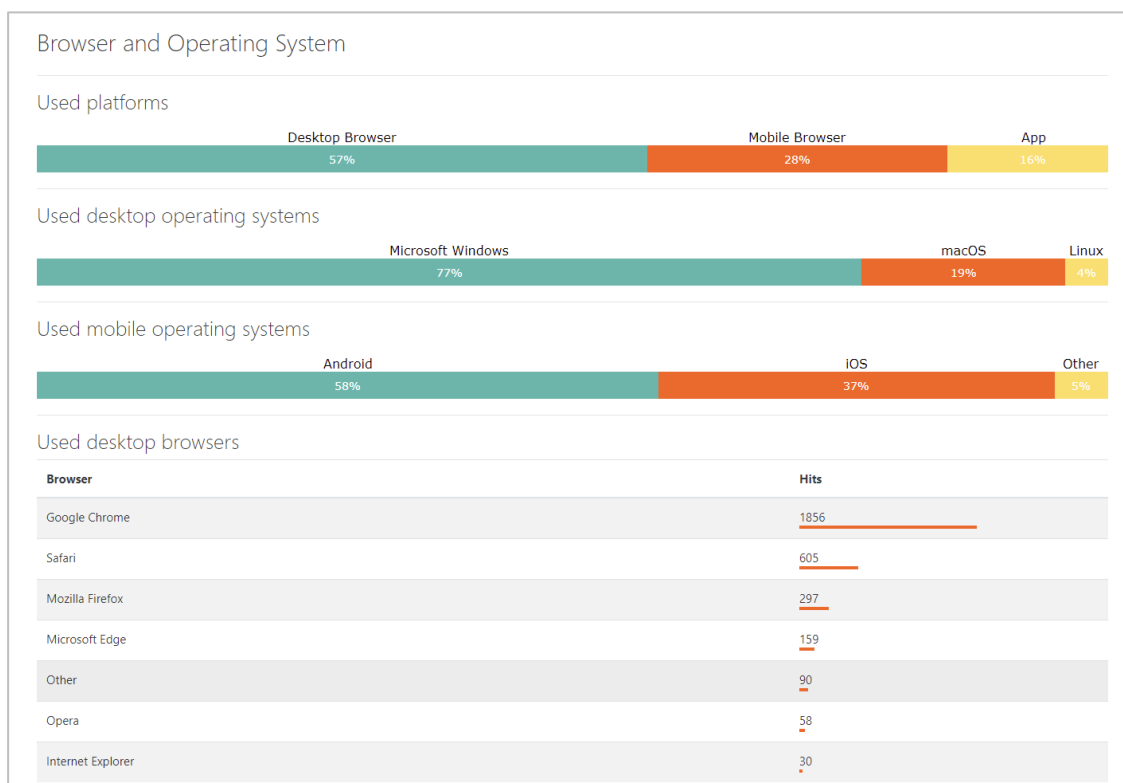 Browser and Operating System
Used platforms
Desktop Browser Mobile Browser App
57% 28% 16%
Used desktop operating systems
Microsoft Windows macOS Linux
77% 19% 4%
Used mobile operating systems
Android iOS Other
58% 37% 5%
Used desktop browsers
Browser Hits
Google Chrome 1856
Safari 605
Mozilla Firefox 297
Microsoft Edge 159
Other 90
Opera 58
Internet Explorer 30